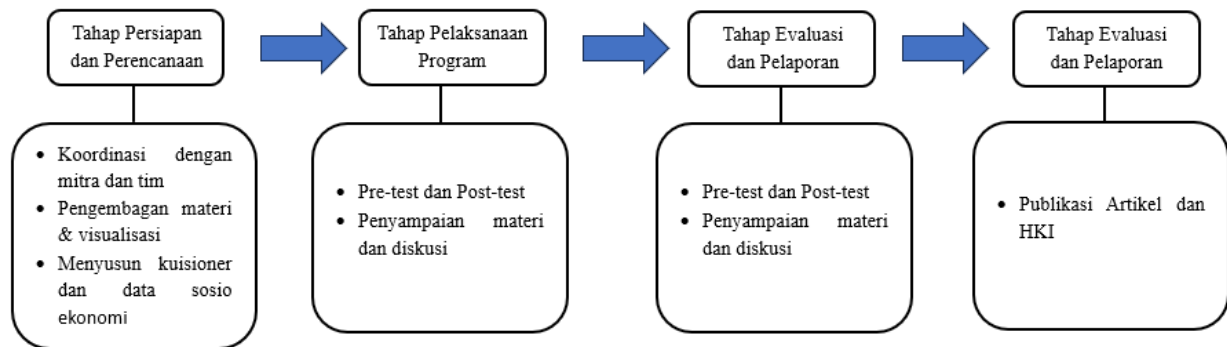 Tahap Persiapan
dan Perencanaan
Tahap Pelaksanaan
Program
Tahap Evaluasi
dan Pelaporan
Tahap Evaluasi
dan Pelaporan
• Koordinasi dengan
mitra dan tim
• Pengembagan materi
& visualisasi
• Menyusun kuisioner
dan data sosio
ekonomi
• Pre-test dan Post-test
• Penyampaian materi
dan diskusi
• Pre-test dan Post-test
• Penyampaian materi
dan diskusi
• Publikasi Artikel dan
HKI